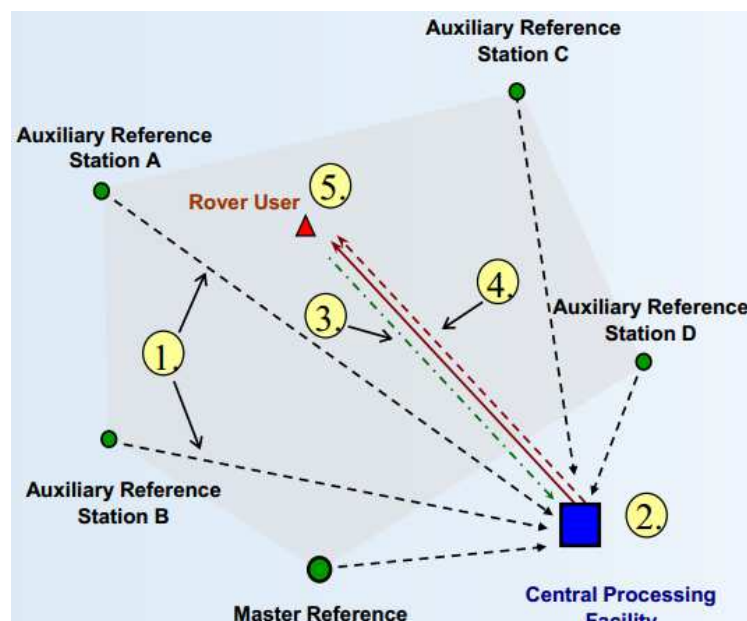 Auxiliary Reference
Station C
Auxiliary Reference
Station A
Rover User
5.
4.
3.
Auxiliary Reference
Station D
1.
Auxiliary Reference
Station B
2.
Central Processing
Facility
Master Reference